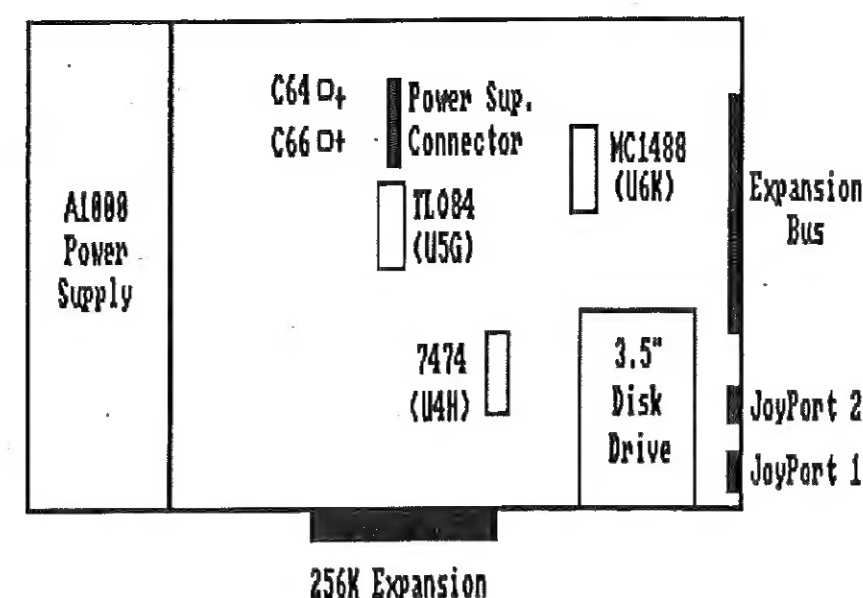 C64 +
C66 +
Power Sup.
Connector
MC1488
(U6K)
TL084
(U5G)
A1000
Power
Supply
Expansion
Bus
7474
(U4H)
3.5"
Disk
Drive
JoyPort 2
JoyPort 1
256K Expansion